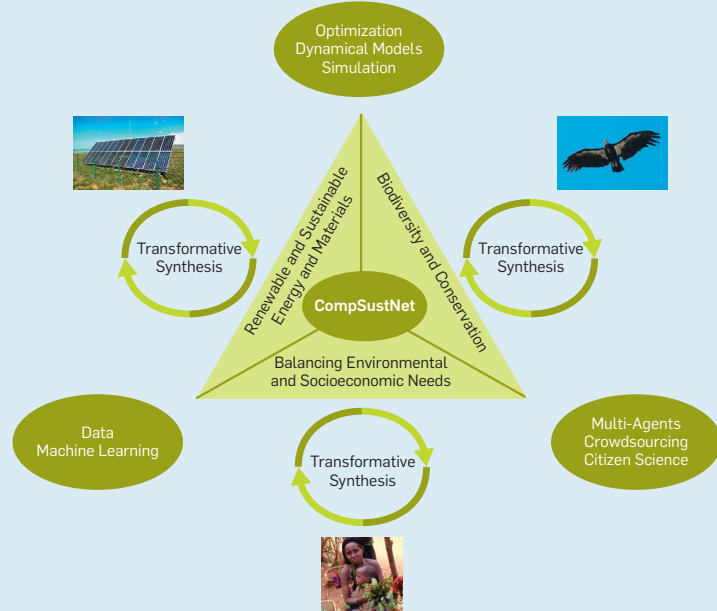 Optimization
Dynamical Models
Simulation
Renewable and Sustainable
Energy and Materials
Biodiversity and Conservation
Transformative
Synthesis
Transformative
Synthesis
CompSustNet
Balancing Environmental
and Socioeconomic Needs
Data
Machine Learning
Multi-Agents
Crowdsourcing
Citizen Science
Transformative
Synthesis